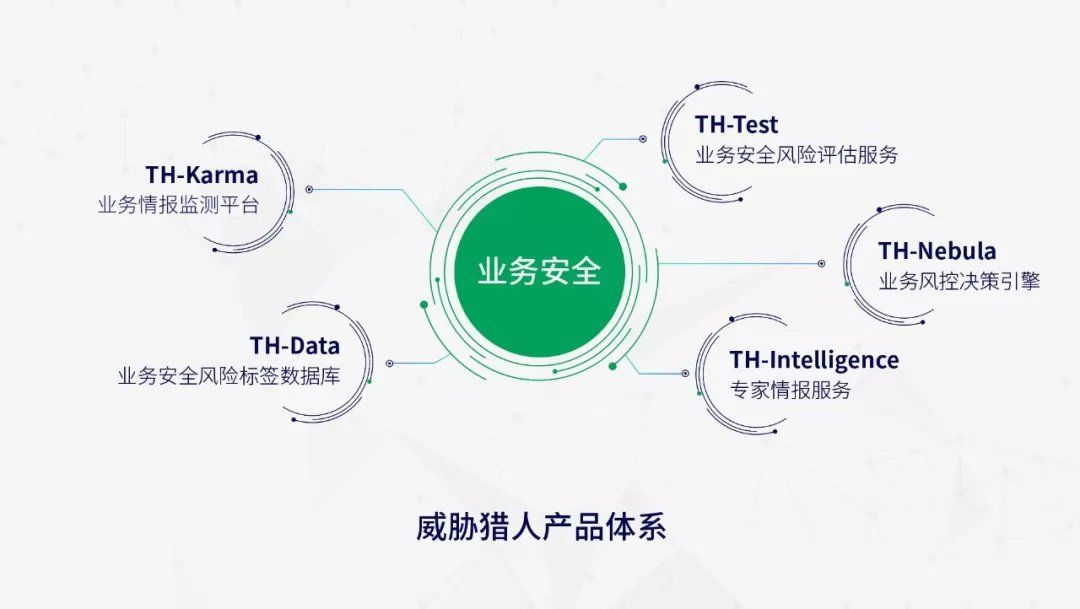 TH-Karma
业务情报监测平台
TH-Data
业务安全风险标签数据库
业务安全
TH-Test
业务安全风险评估服务
TH-Nebula
业务风控决策引擎
TH-Intelligence
专家情报服务
威胁猎人产品体系